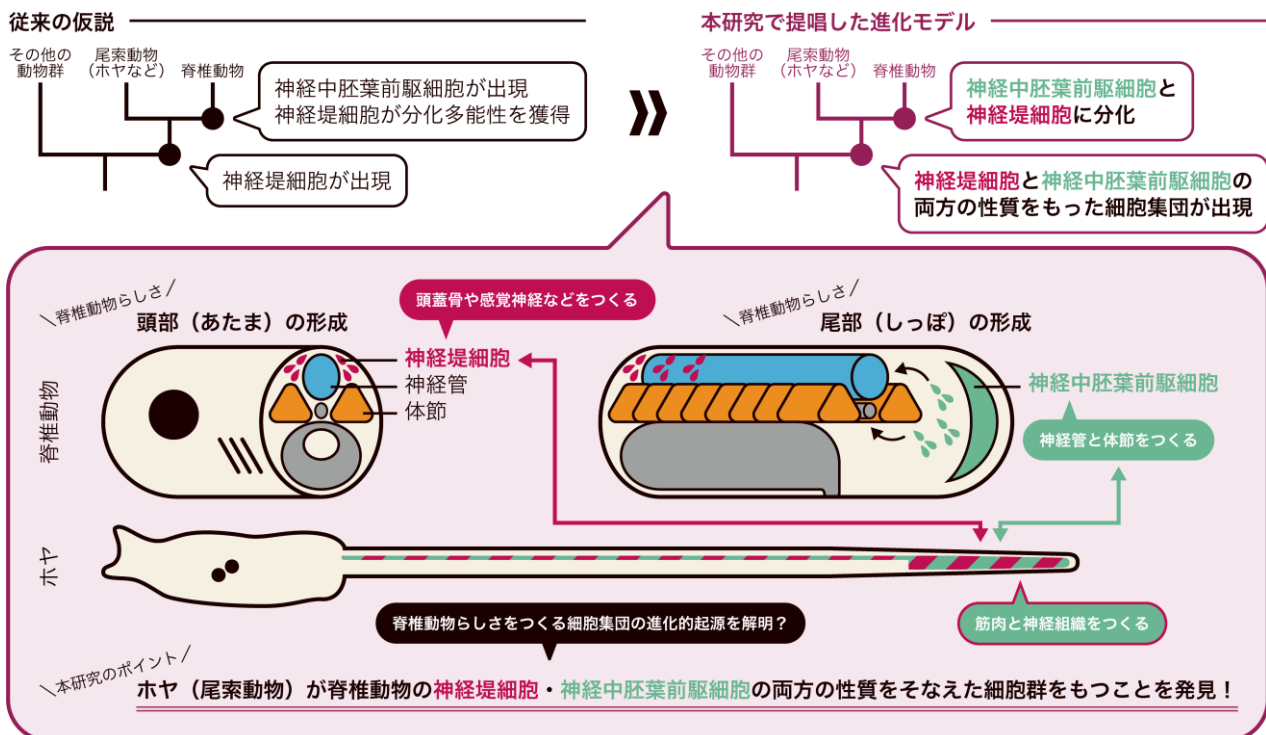 従来の仮説
その他の
動物群
尾索動物
（ホヤなど）
脊椎動物
神経中胚葉前駆細胞が出現
神経堤細胞が分化多能性を獲得
神経堤細胞が出現
本研究で提唱した進化モデル
その他の
動物群
尾索動物
（ホヤなど）
脊椎動物
神経中胚葉前駆細胞と
神経堤細胞に分化
神経堤細胞と神経中胚葉前駆細胞の
両方の性質をもった細胞集団が出現
脊椎動物らしさ
頭部（あたま）の形成
頭蓋骨や感覚神経などをつくる
神経堤細胞
神経管
体節
脊椎動物らしさ
尾部（しっぽ）の形成
神経中胚葉前駆細胞
神経管と体節をつくる
脊椎動物
ホヤ
筋肉と神経組織をつくる
脊椎動物らしさをつくる細胞集団の進化的起源を解明？
本研究のポイント
ホヤ（尾索動物）が脊椎動物の神経堤細胞・神経中胚葉前駆細胞の両方の性質をそなえた細胞群をもつことを発見！